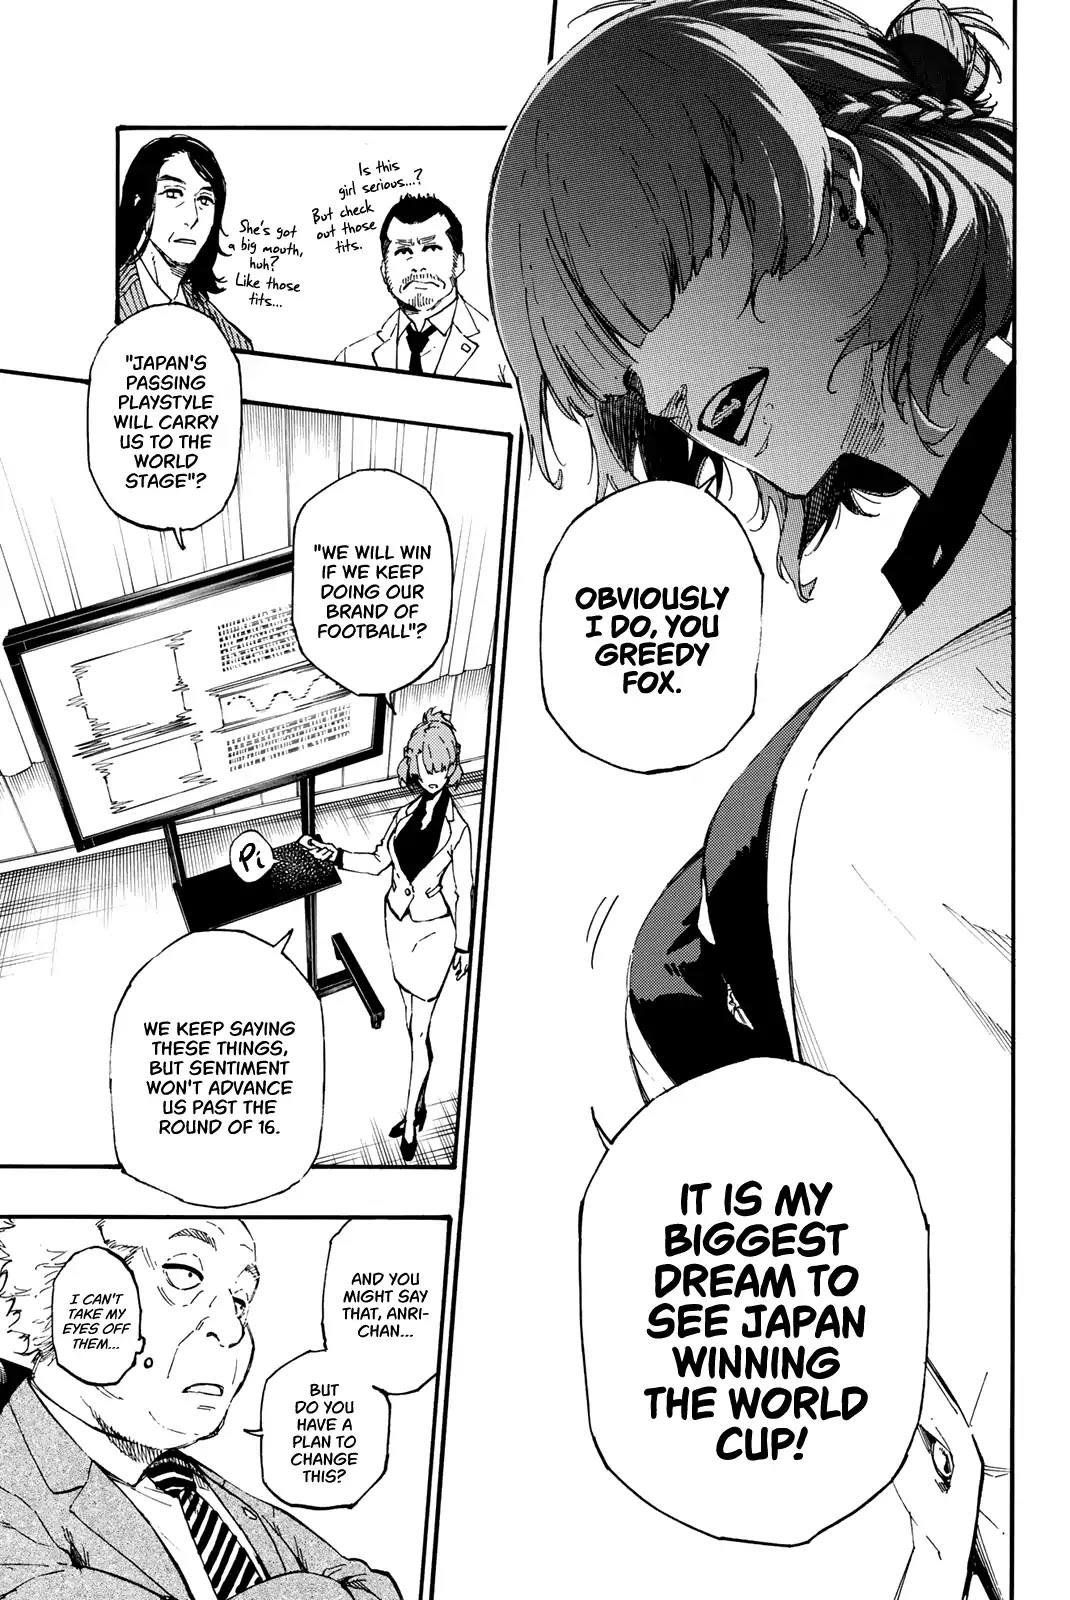 OBVIOUSLY
I DO, YOU
GREEDY
FOX.
IT IS MY
BIGGEST
DREAM TO
SEE JAPAN
WINNING
THE WORLD
CUP!
Is this
girl serious...?
But check
out those
tits.
She's got
a big mouth,
huh?
Like those
tits...
"JAPAN'S
PASSING
PLAYSTYLE
WILL CARRY
US TO THE
WORLD
STAGE"?
"WE WILL WIN
IF WE KEEP
DOING OUR
BRAND OF
FOOTBALL"?
Pi
WE KEEP SAYING
THESE THINGS,
BUT SENTIMENT
WON'T ADVANCE
US PAST THE
ROUND OF 16.
AND YOU
MIGHT SAY
THAT, ANRI-
CHAN...
BUT
DO YOU
HAVE A
PLAN TO
CHANGE
THIS?
I CAN'T
TAKE MY
EYES OFF
THEM...